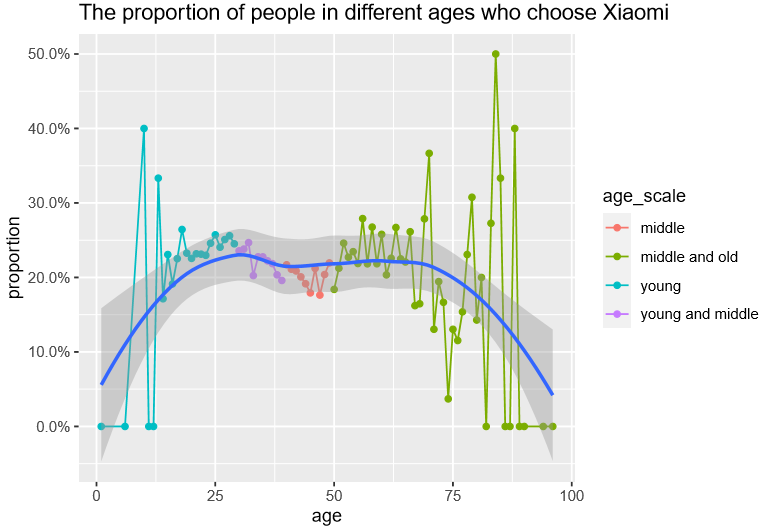 The proportion of people in different ages who choose Xiaomi
50.0%
40.0%
30.0%
20.0%
10.0%
0.0%
proportion
0 25 50 75 100
age
age_scale
middle
middle and old
young
young and middle